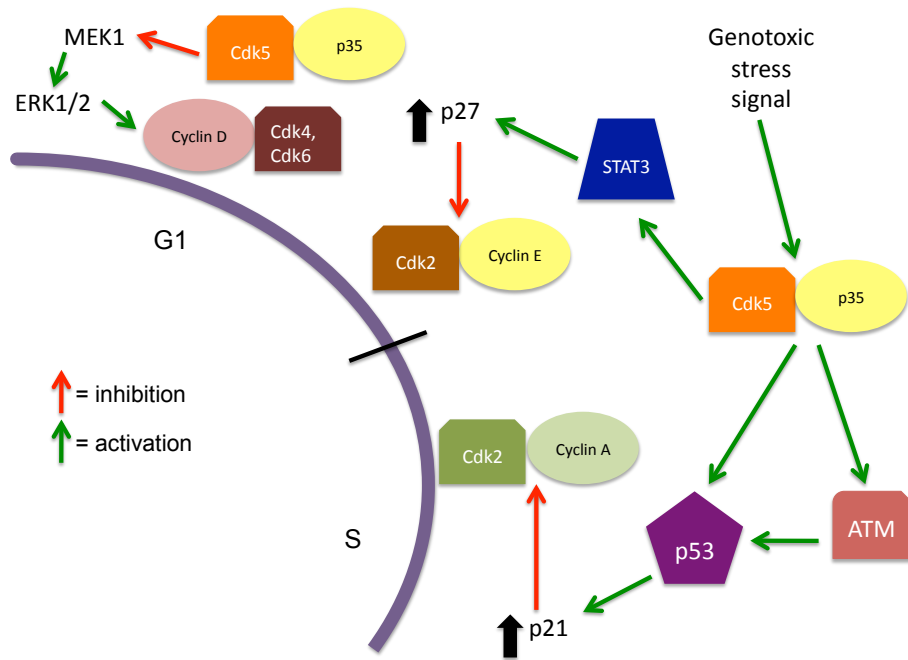 MEK1
Cdk5
p35
ERK1/2
Cyclin D
Cdk4,
Cdk6
p27
STAT3
Genotoxic
stress
signal
G1
Cdk2
Cyclin E
Cdk5
p35
= inhibition
= activation
Cdk2
Cyclin A
S
p53
ATM
p21